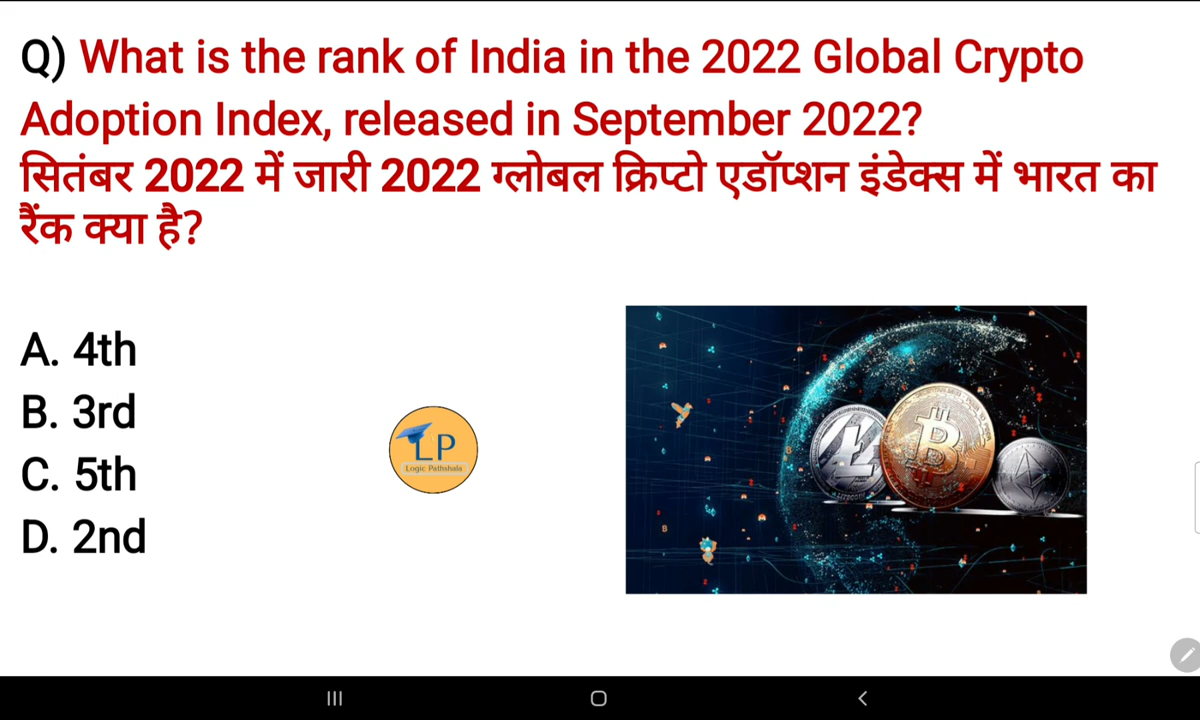 Q) What is the rank of India in the 2022 Global Crypto
Adoption Index, released in September 2022?
सितंबर 2022 में जारी 2022 ग्लोबल क्रिप्टो एडॉप्शन इंडेक्स में भारत का
रैंक क्या है?
A. 4th
B. 3rd
C. 5th
D. 2nd
LP
Logic Pathshala